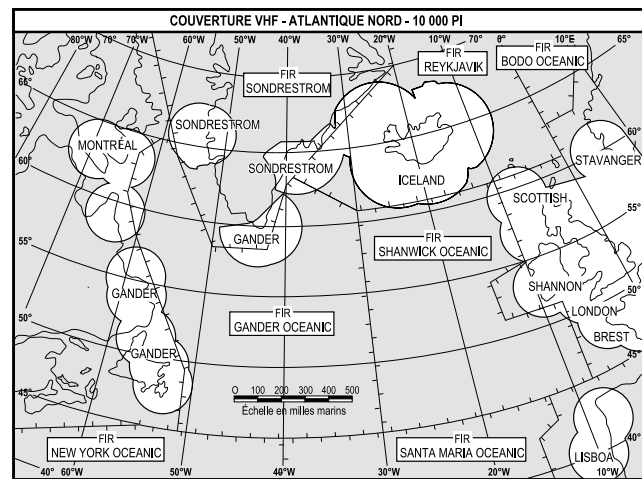 COUVERTURE VHF - ATLANTIQUE NORD - 10 000 PI
80°W 70°W 60°W 50°W 40°W 30°W 20°W 10°W 0° 10°E 65°
FIR
SONDRESTROM
FIR
REYKJAVIK
FIR
BODO OCEANIC
65°
60°
55°
50°
45°
MONTRÉAL
SONDRESTROM
SONDRESTROM
ICELAND
STAVANGER
SCOTTISH
GANDER
FIR
SHANWICK OCEANIC
60°
55°
50°
45°
40°
GANDER
FIR
GANDER OCEANIC
SHANNON
LONDON
BREST
GANDER
0 100 200 300 400 500
Échelle en milles marins
FIR
NEW YORK OCEANIC
FIR
SANTA MARIA OCEANIC
LISBOA
40° 60°W 50°W 40°W 30°W 20°W 10°W